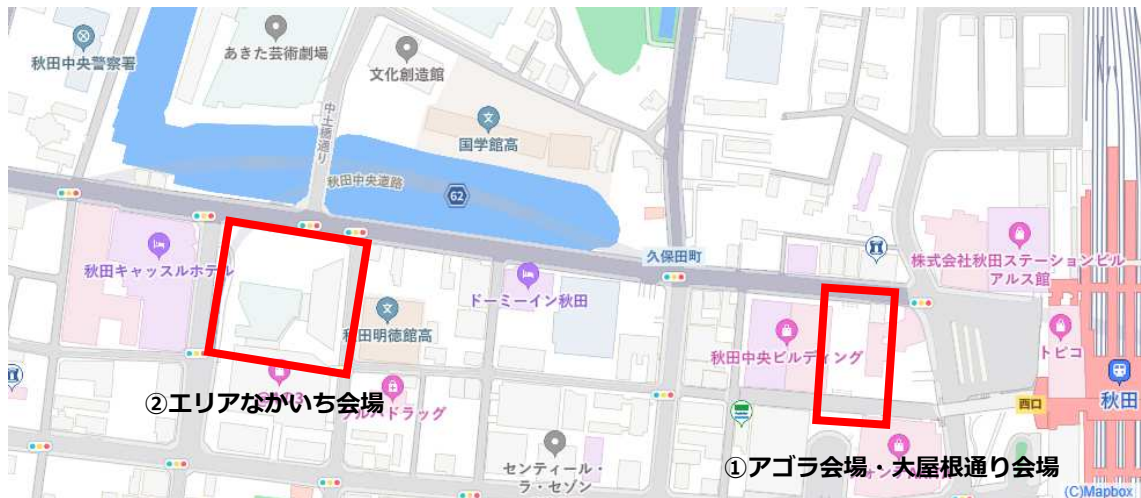 秋田中央警察署
あきた芸術劇場
文化創造館
国学館高
中土橋通り
秋田中央道路
62
久保田町
株式会社秋田ステーションビル
アルス館
秋田キャッスルホテル
ドーミーイン秋田
秋田明徳館高
秋田中央ビルディング
トピコ
秋田
西口
ツルハドラッグ
②エリアなかいち会場
センティール・
ラ・セゾン
①アゴラ会場・大屋根通り会場
(C)Mapbox